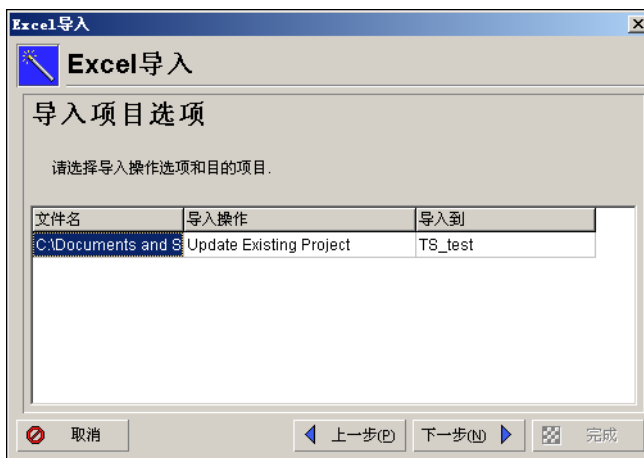 Excel导入
Excel导入
导入项目选项
请选择导入操作选项和目的项目.
文件名 导入操作 导入到
C:\Documents and S Update Existing Project TS_test
取消 上一步(P) 下一步(N) 完成